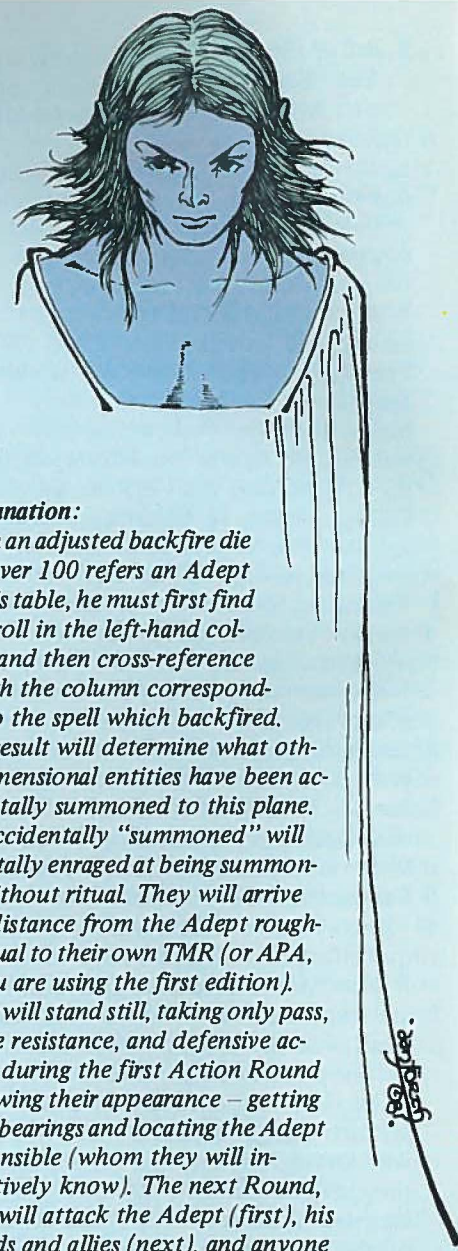 nation:
an adjusted backfire die
ver 100 refers an Adept
s table, he must first find
roll in the left-hand col-
and then cross-reference
h the column correspond-
o the spell which backfired.
esult will determine what oth-
mensional entities have been ac-
tally summoned to this plane.
ccidentally “summoned” will
tally enraged at being summon-
ithout ritual. They will arrive
distance from the Adept rough-
ual to their own TMR (or APA,
u are using the first edition).
will stand still, taking only pass,
e resistance, and defensive ac-
during the first Action Round
wing their appearance – getting
bearings and locating the Adept
nsible (whom they will in-
tively know). The next Round,
will attack the Adept (first), his
ds and allies (next), and anyone